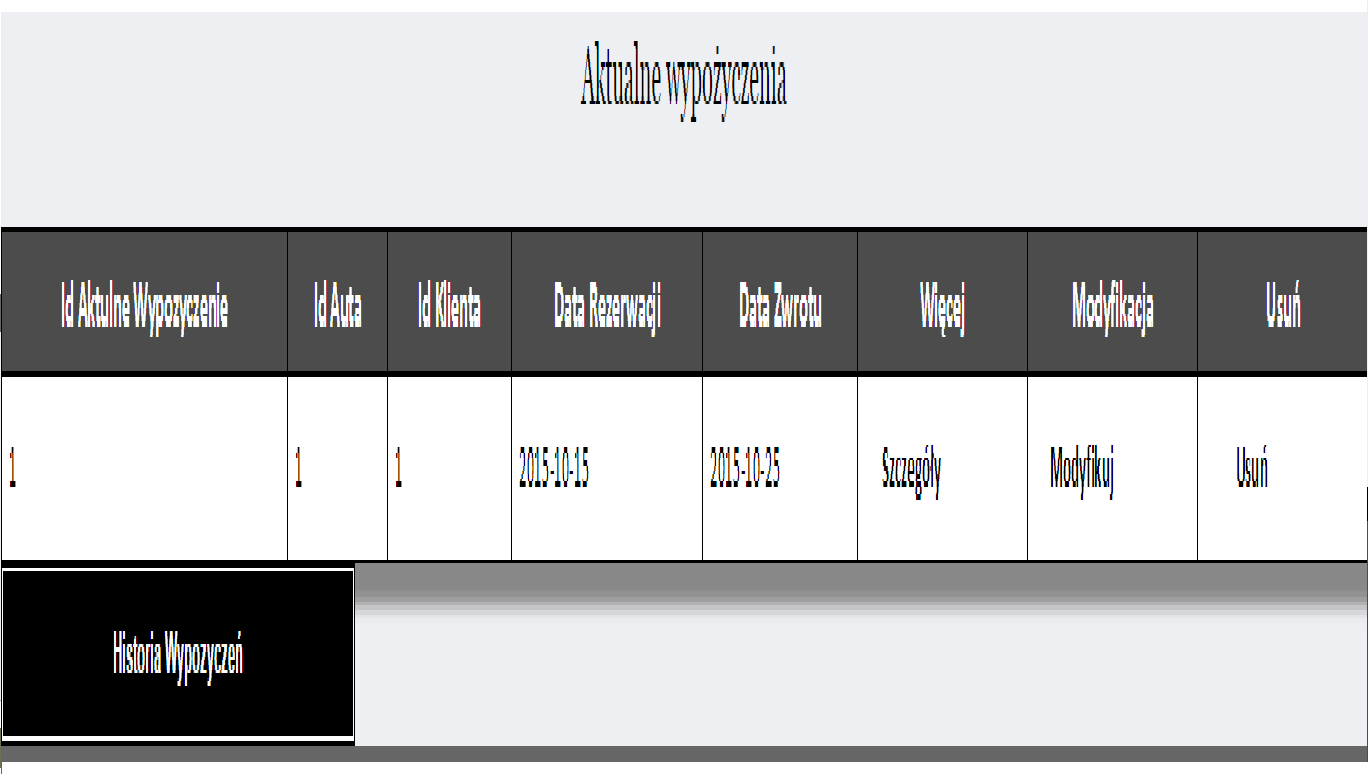 Aktualne wypożyczenia
Id Aktulne Wypozyczenie Id Auta Id Klienta Data Rezerwacji Data Zwrotu Więcej Modyfikacja Usuń
1 1 1 2015-10-15 2015-10-25 Szczegóły Modyfikuj Usuń
Historia Wypozyczeń